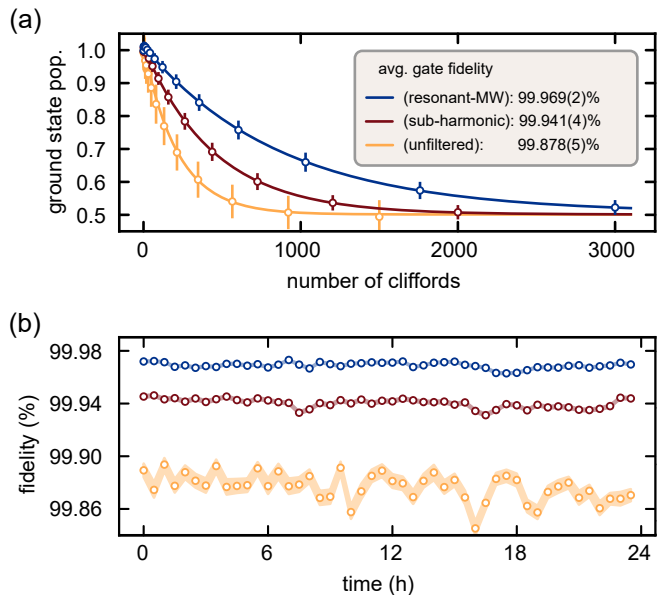 (a)
1.0
0.9
0.8
0.7
0.6
0.5
ground state pop.
avg. gate fidelity
(resonant-MW): 99.969(2)%
(sub-harmonic): 99.941(4)%
(unfiltered): 99.878(5)%
0 1000 2000 3000
number of cliffords
(b)
99.98
99.94
99.90
99.86
fidelity (%)
0 6 12 18 24
time (h)